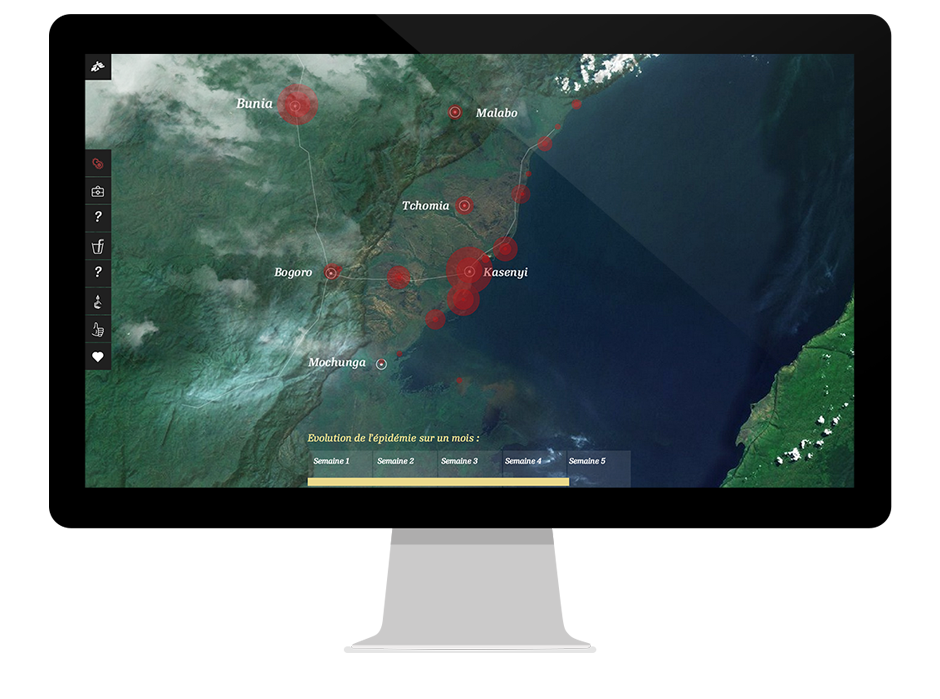 Bunia
Malabo
Tchomia
Bogoro
Kasenyi
Mochunga
?
?
Evolution de l'épidémie sur un mois :
Semaine 1
Semaine 2
Semaine 3
Semaine 4
Semaine 5